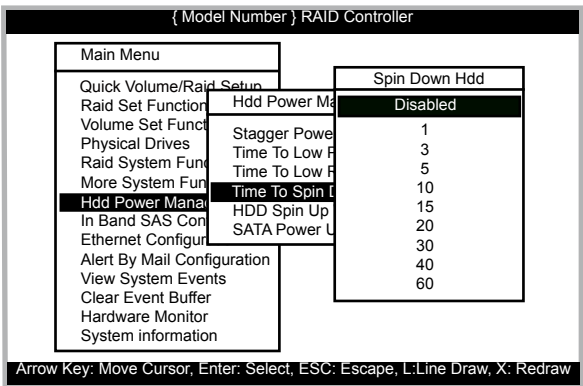 { Model Number } RAID Controller
Main Menu
Quick Volume/Raid Setup
Raid Set Function
Volume Set Funct
Physical Drives
Raid System Func
More System Fun
Hdd Power Mana
In Band SAS Con
Ethernet Configur
Alert By Mail Configuration
View System Events
Clear Event Buffer
Hardware Monitor
System information
Hdd Power Ma
Stagger Powe
Time To Low P
Time To Low R
Time To Spin D
HDD Spin Up
SATA Power U
Spin Down Hdd
Disabled
1
3
5
10
15
20
30
40
60
Arrow Key: Move Cursor, Enter: Select, ESC: Escape, L:Line Draw, X: Redraw